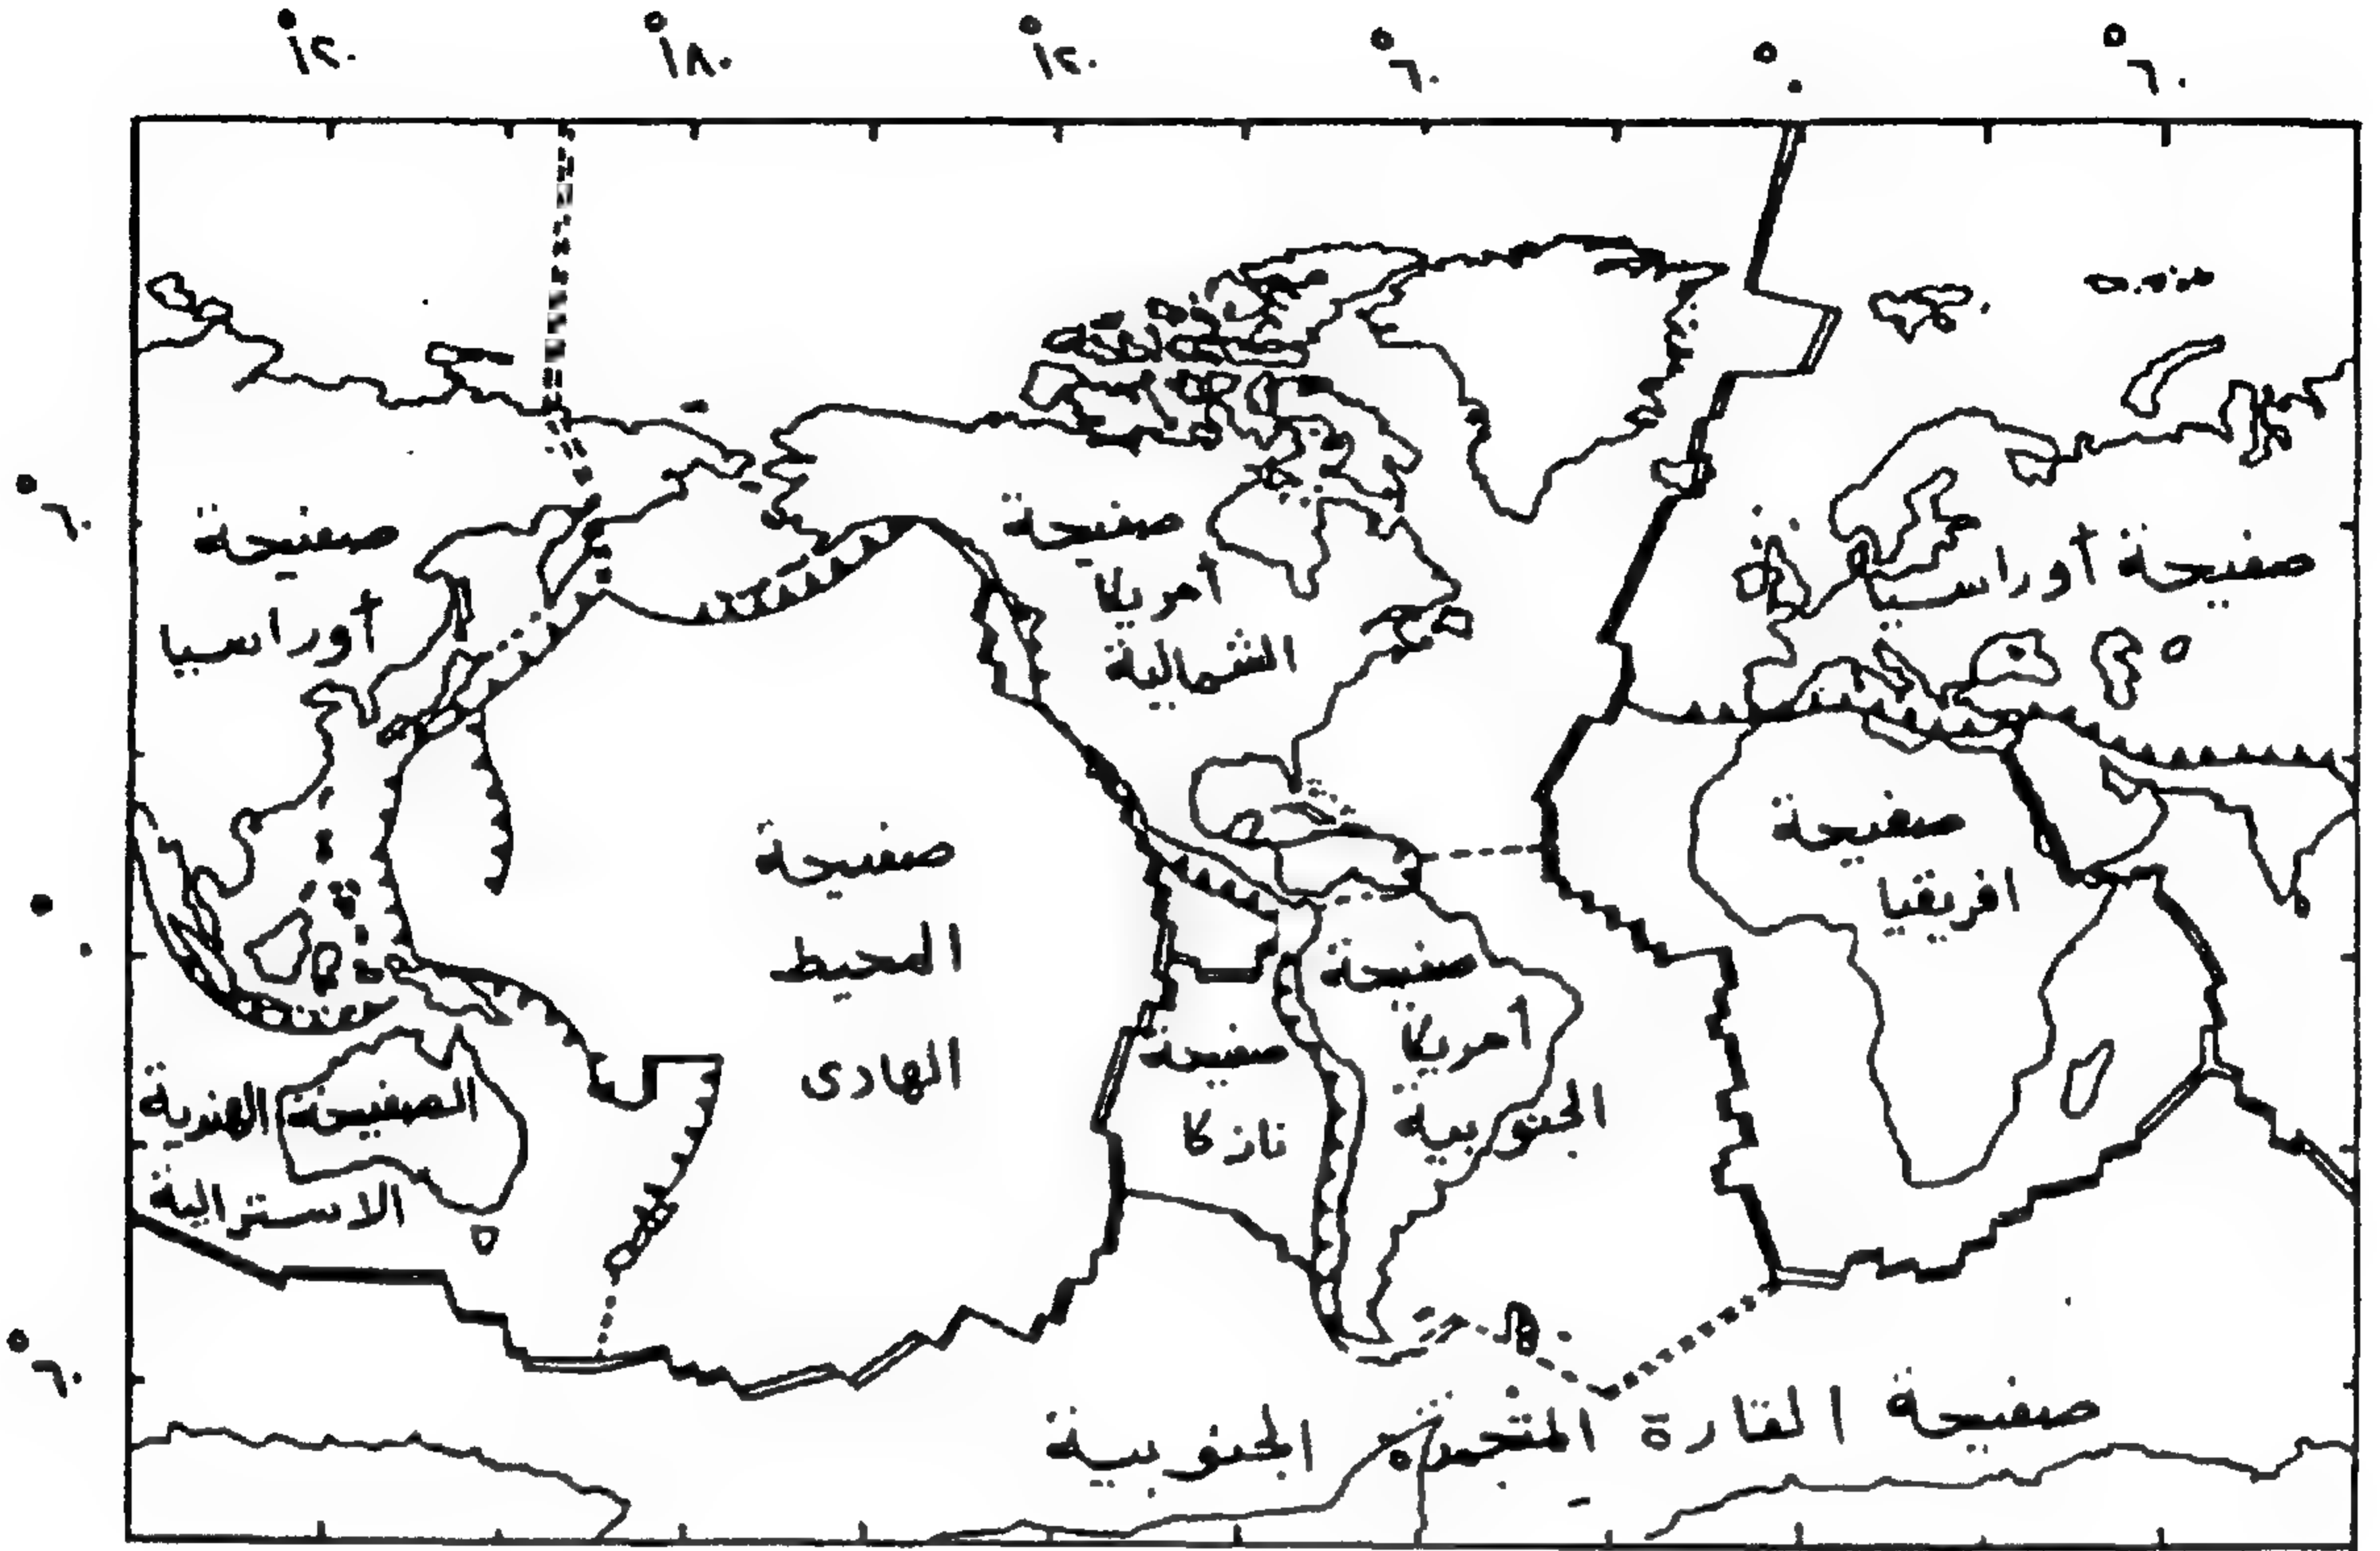 °١٢٠ °١٨٠ °١٢٠ °٦٠ °٠ °٦٠
°٦٠
°٠
°٦٠
صفيحة
أوراسيا
صفيحة
أمريكا
الشمالية
صفيحة أوراسيا
صفيحة
المحيط
الهادى
صفيحة
افريقيا
صفيحة
أمريكا
الجنوبية
صفيحة
نازكا
الصفيحة الهندية
الاسترالية
صفيحة القارة المتجمدة الجنوبية